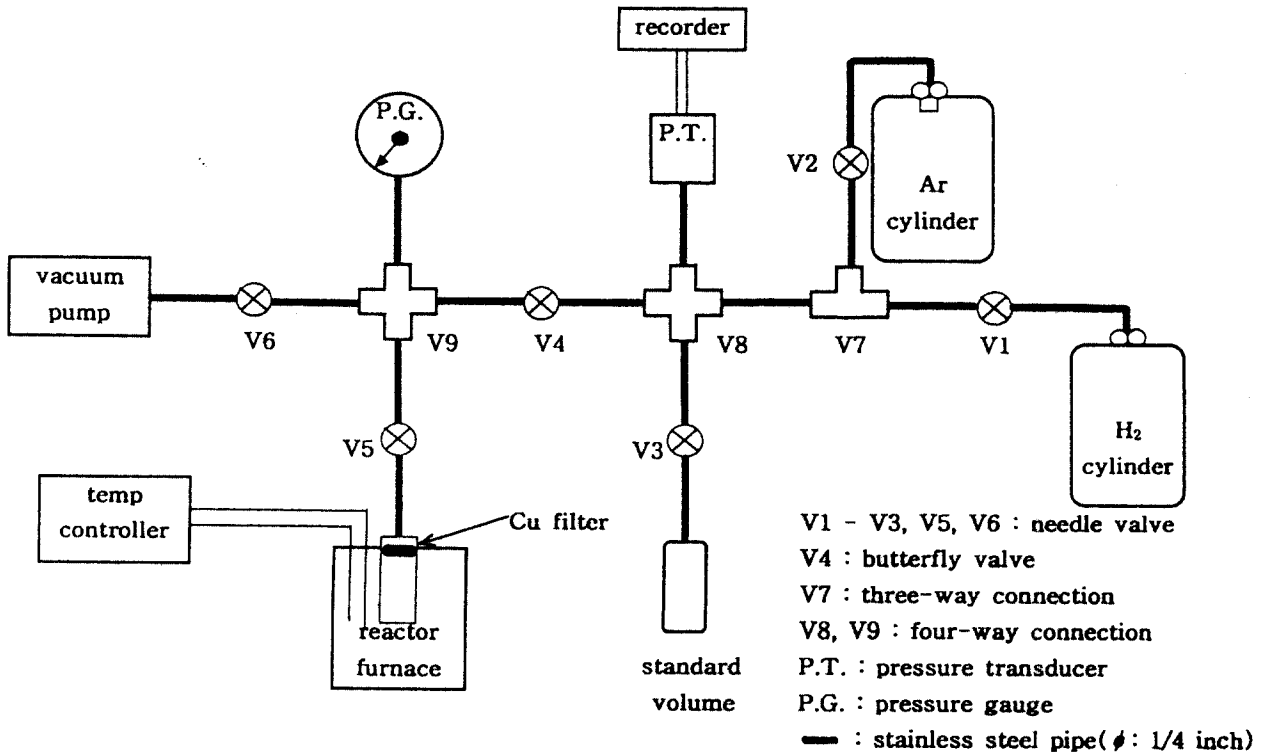 recorder
P.G.
P.T.
V2
Ar
cylinder
vacuum
pump
V6
V9
V4
V8
V7
V1
H₂
cylinder
V5
V3
temp
controller
Cu filter
reactor
furnace
standard
volume
V1 - V3, V5, V6 : needle valve
V4 : butterfly valve
V7 : three-way connection
V8, V9 : four-way connection
P.T. : pressure transducer
P.G. : pressure gauge
: stainless steel pipe(ϕ: 1/4 inch)